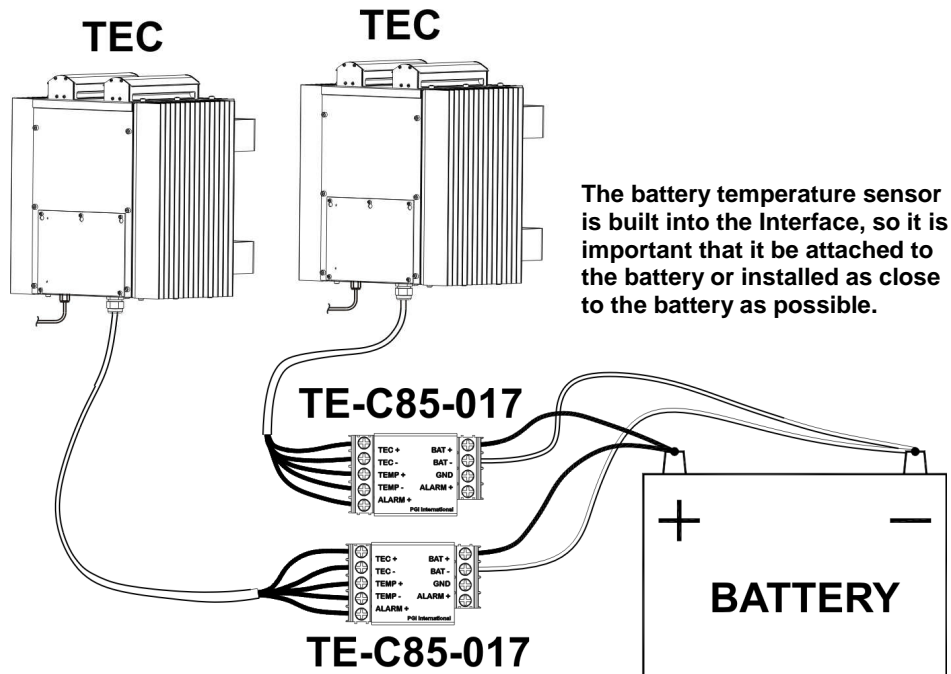 TEC
TEC
The battery temperature sensor
is built into the Interface, so it is
important that it be attached to
the battery or installed as close
to the battery as possible.
TE-C85-017
TEC + BAT +
TEC - BAT -
TEMP + GND
TEMP - ALARM +
ALARM +
PGI International
TEC + BAT +
TEC - BAT -
TEMP + GND
TEMP - ALARM +
ALARM +
PGI International
TE-C85-017
+ −
BATTERY